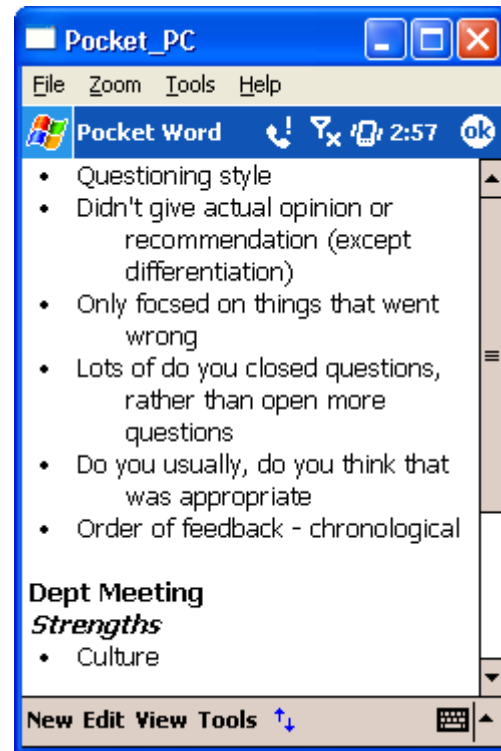 Pocket_PC
File Zoom Tools Help
Pocket Word 2:57 ok
• Questioning style
• Didn't give actual opinion or
recommendation (except
differentiation)
• Only focsed on things that went
wrong
• Lots of do you closed questions,
rather than open more
questions
• Do you usually, do you think that
was appropriate
• Order of feedback - chronological
Dept Meeting
Strengths
• Culture
New Edit View Tools